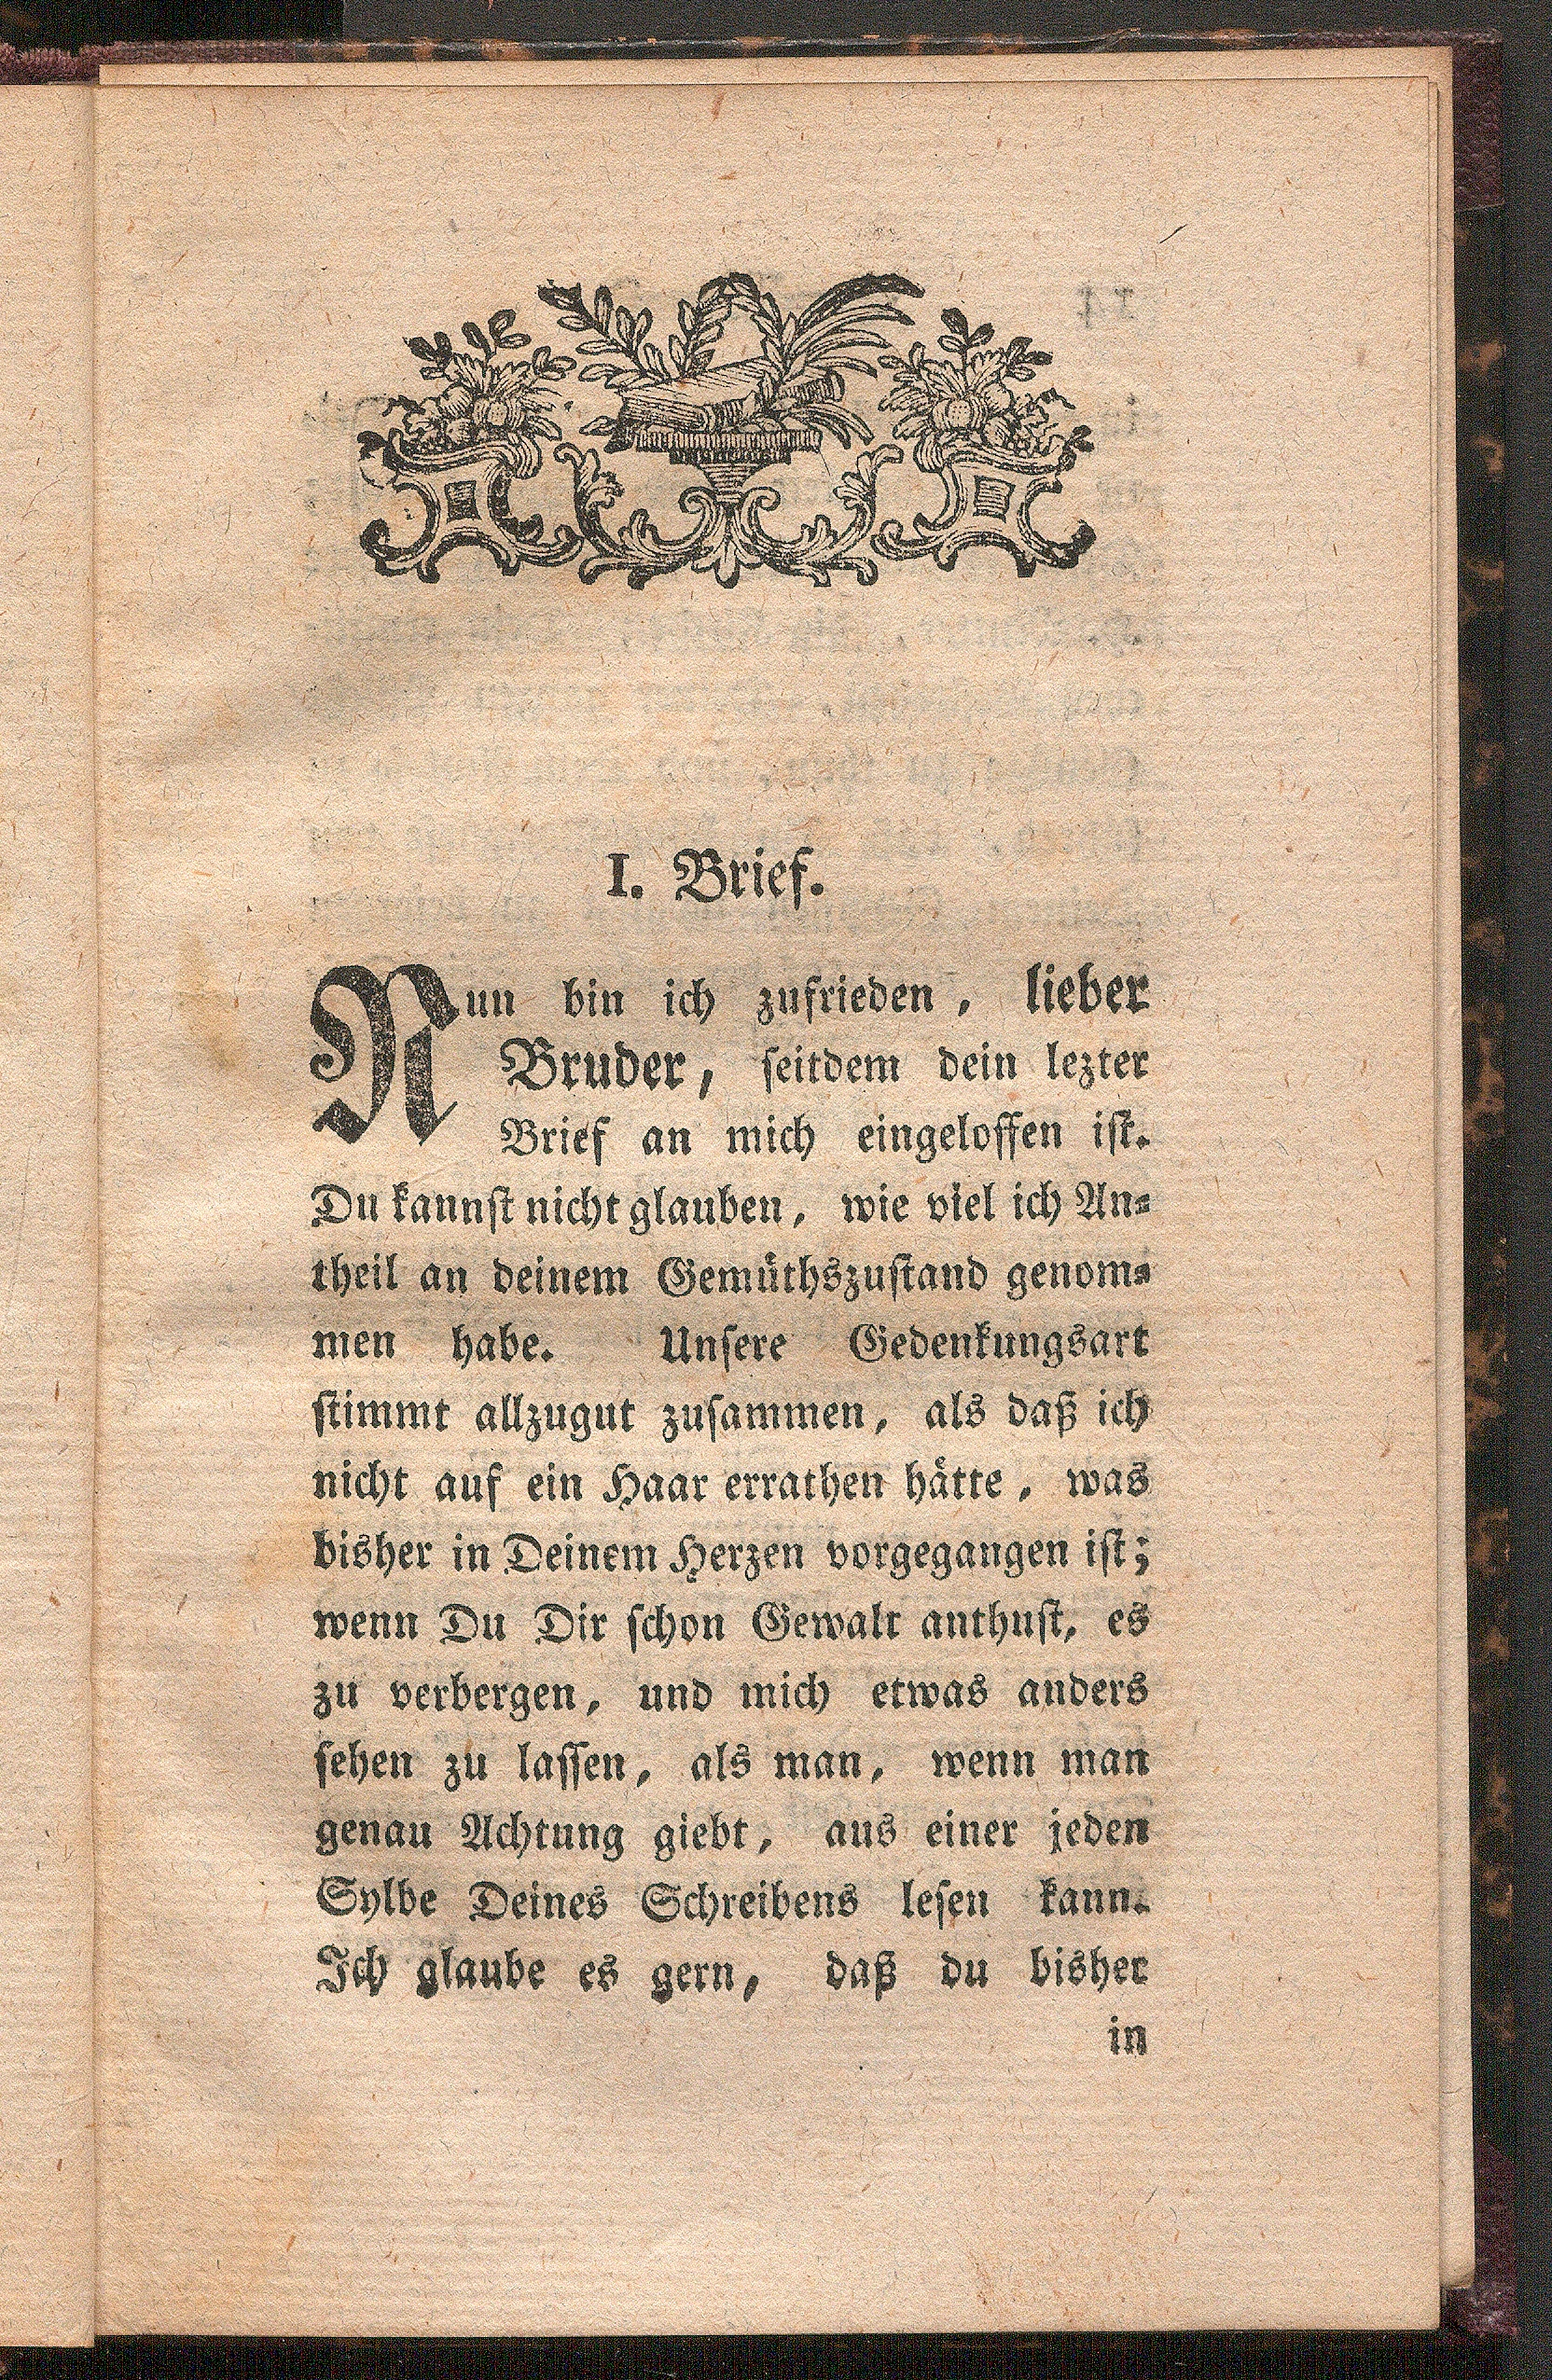 I. Brief.
Nun bin ich zufrieden, lieber
Bruder, seitdem dein lezter
Brief an mich eingeloffen ist.
Du kannst nicht glauben, wie viel ich An-
theil an deinem Gemüthszustand genom-
men habe. Unsere Gedenkungsart
stimmt allzugut zusammen, als daß ich
nicht auf ein Haar errathen hätte, was
bisher in Deinem Herzen vorgegangen ist;
wenn Du Dir schon Gewalt anthust, es
zu verbergen, und mich etwas anders
sehen zu lassen, als man, wenn man
genau Achtung giebt, aus einer jeden
Sylbe Deines Schreibens lesen kann.
Ich glaube es gern, daß du bisher
in